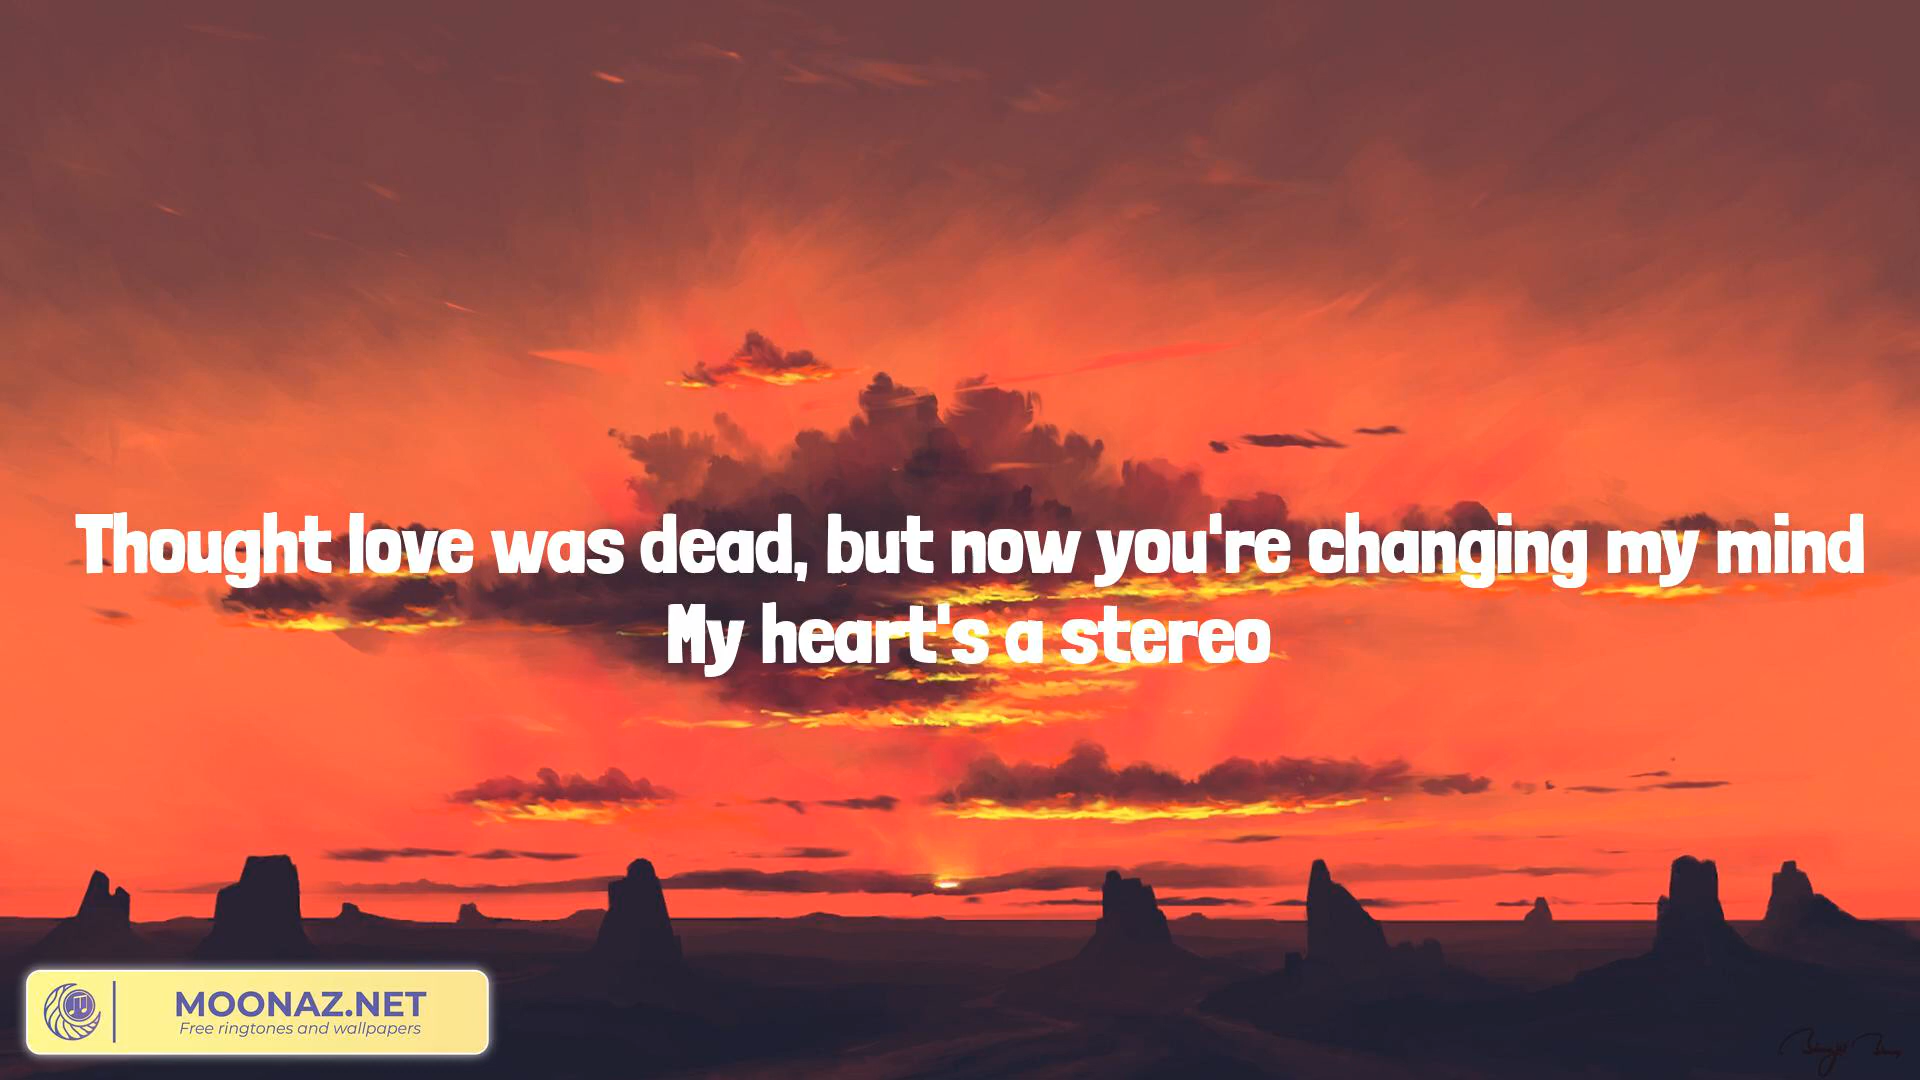 Thought love was dead, but now you're changing my mind
My heart's a stereo
MOONAZ.NET
Free ringtones and wallpapers